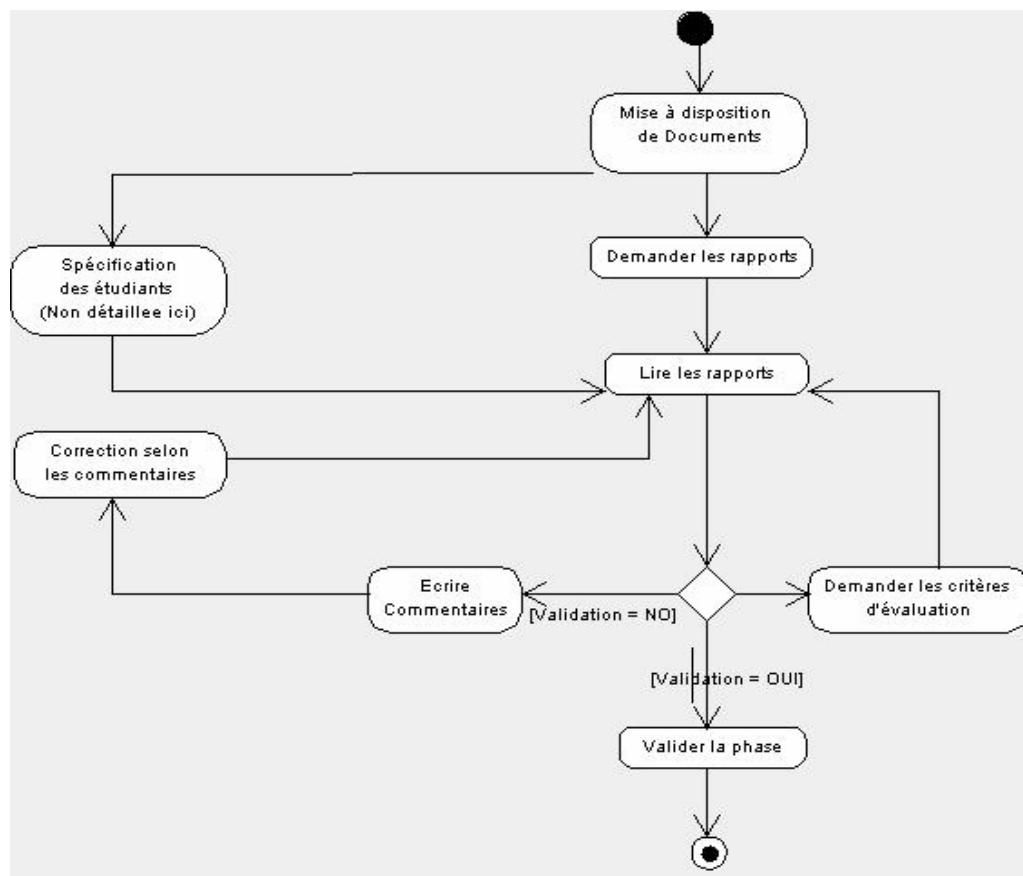 Mise à disposition
de Documents
Demander les rapports
Spécification
des étudiants
(Non détaillee ici)
Lire les rapports
Correction selon
les commentaires
Ecrire
Commentaires
[Validation = NO]
Demander les critères
d'évaluation
[Validation = OUI]
Valider la phase